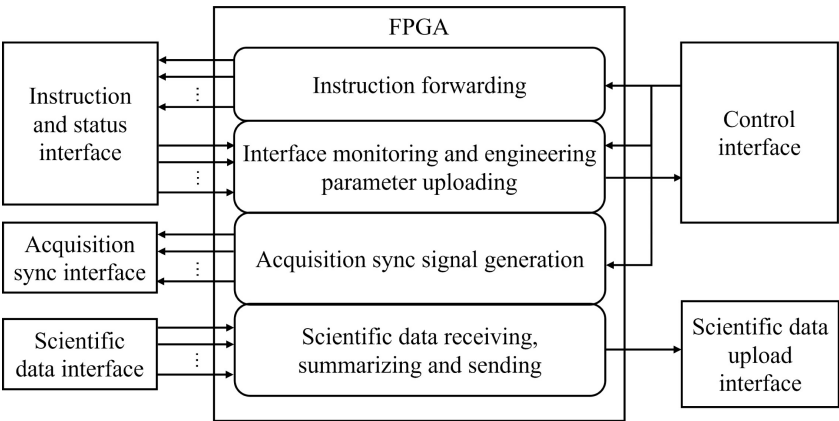 FPGA
Instruction
and status
interface
Instruction forwarding
Control
interface
Interface monitoring and engineering
parameter uploading
Acquisition
sync interface
Acquisition sync signal generation
Scientific
data interface
Scientific data receiving,
summarizing and sending
Scientific data
upload
interface